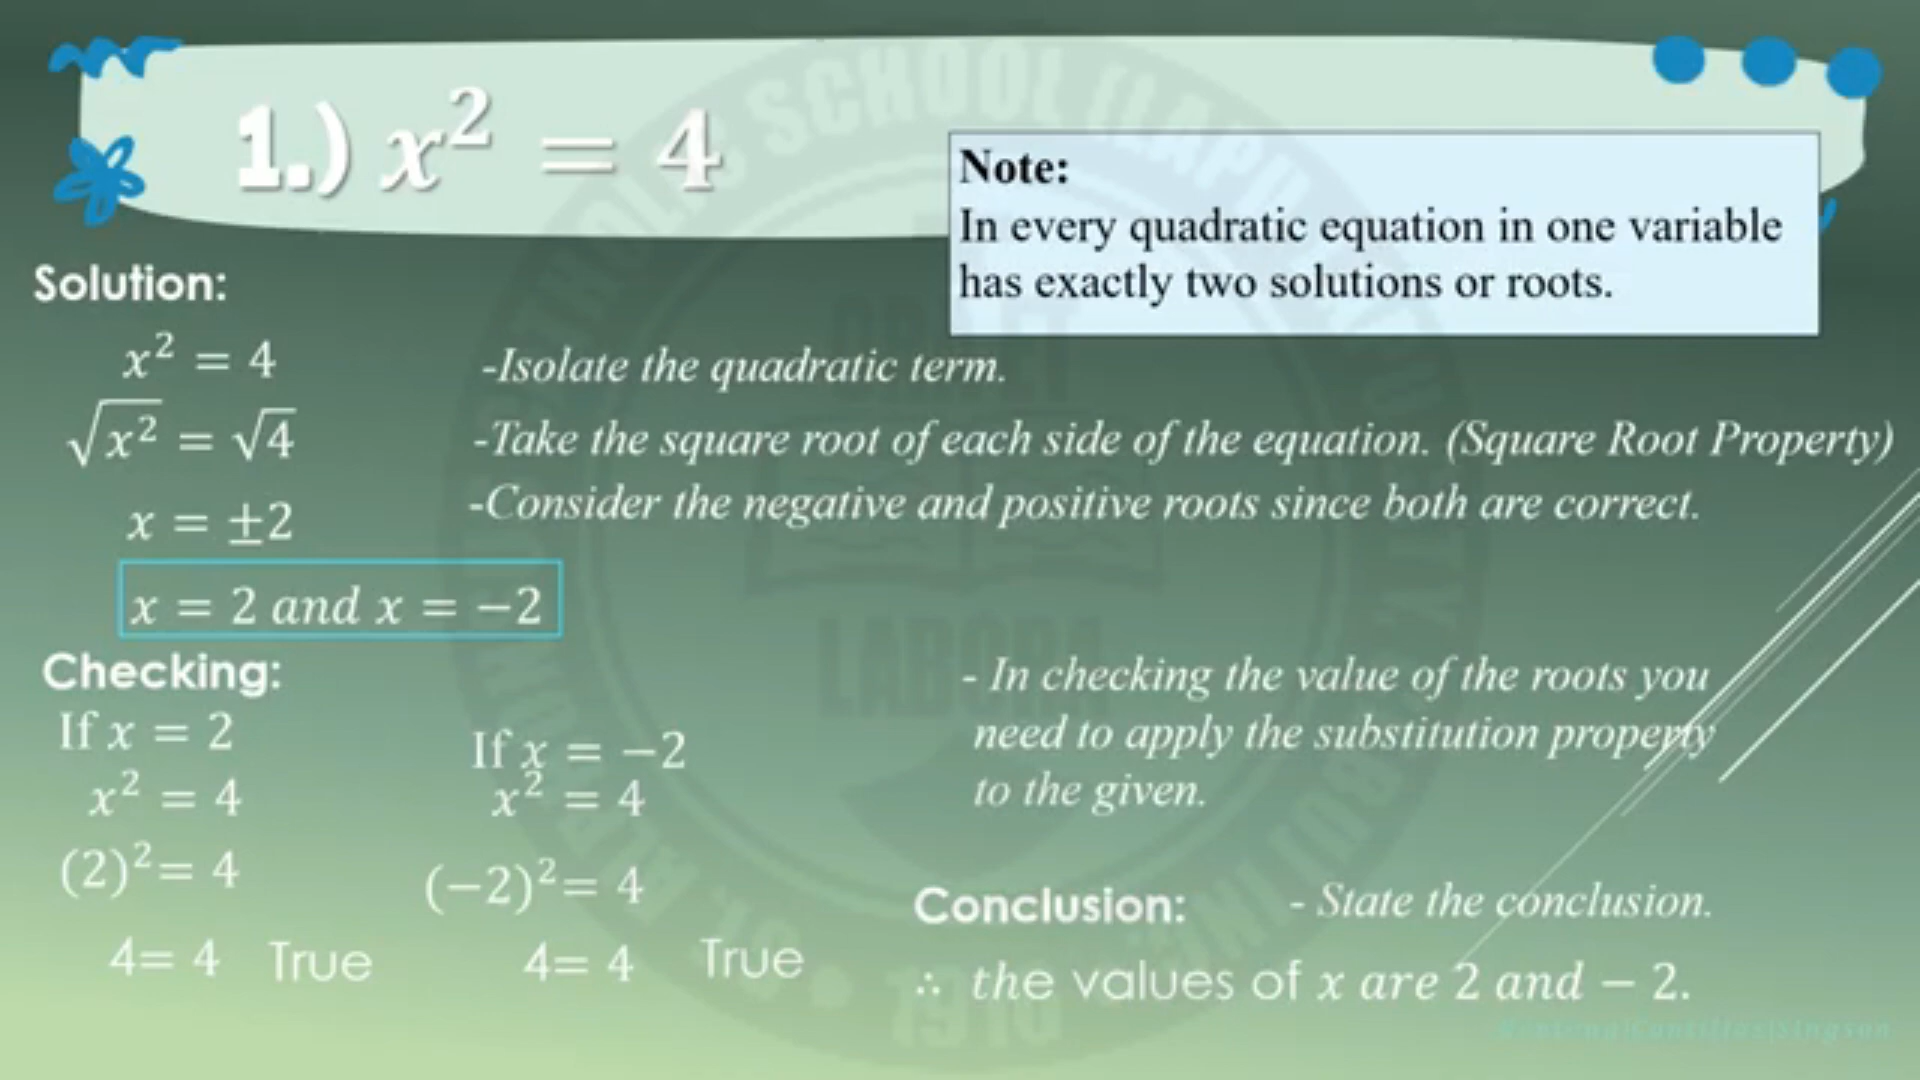 1.) x² = 4
Note:
In every quadratic equation in one variable
has exactly two solutions or roots.
Solution:
x² = 4 -Isolate the quadratic term.
√x² = √4 -Take the square root of each side of the equation. (Square Root Property)
x = ±2 -Consider the negative and positive roots since both are correct.
x = 2 and x = −2
Checking:
If x = 2
x² = 4
(2)²= 4
4= 4 True
If x = −2
x² = 4
(−2)²= 4
4= 4 True
- In checking the value of the roots you
need to apply the substitution property
to the given.
Conclusion: - State the conclusion.
∴ the values of x are 2 and − 2.
LABORA